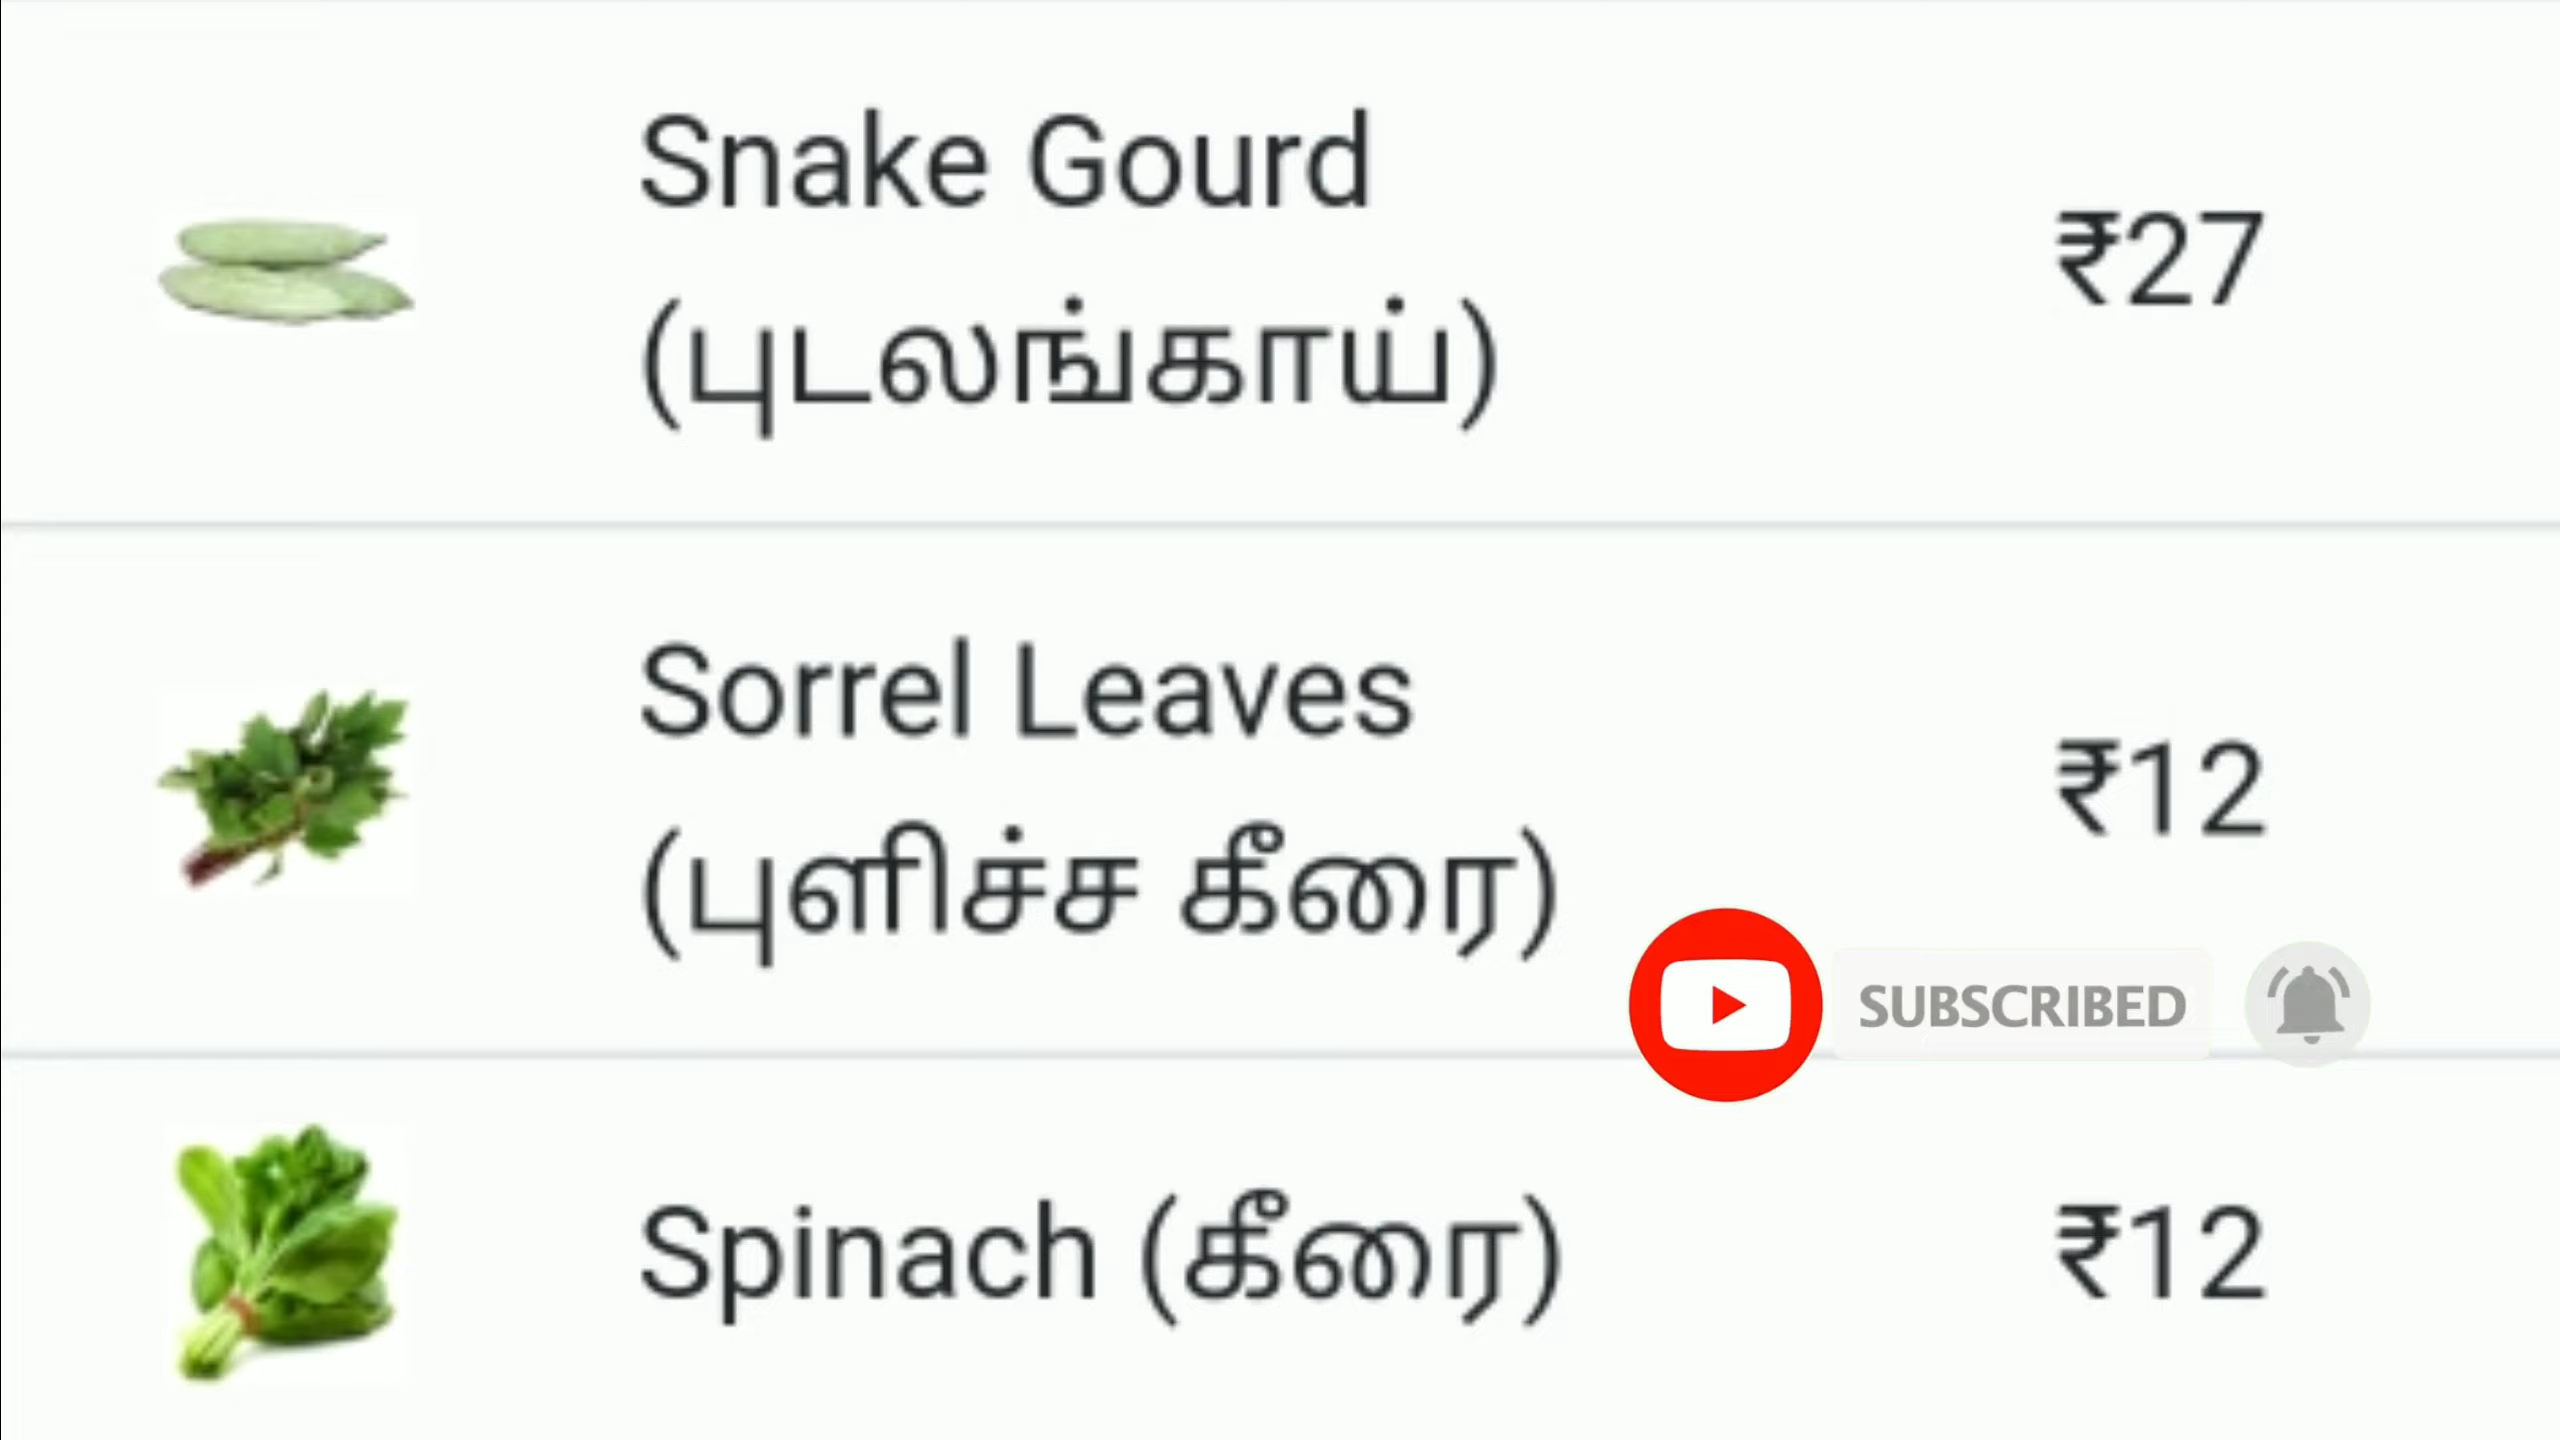 Snake Gourd
(புடலங்காய்)
₹27
Sorrel Leaves
(புளிச்ச கீரை)
₹12
SUBSCRIBED
Spinach (கீரை)
₹12